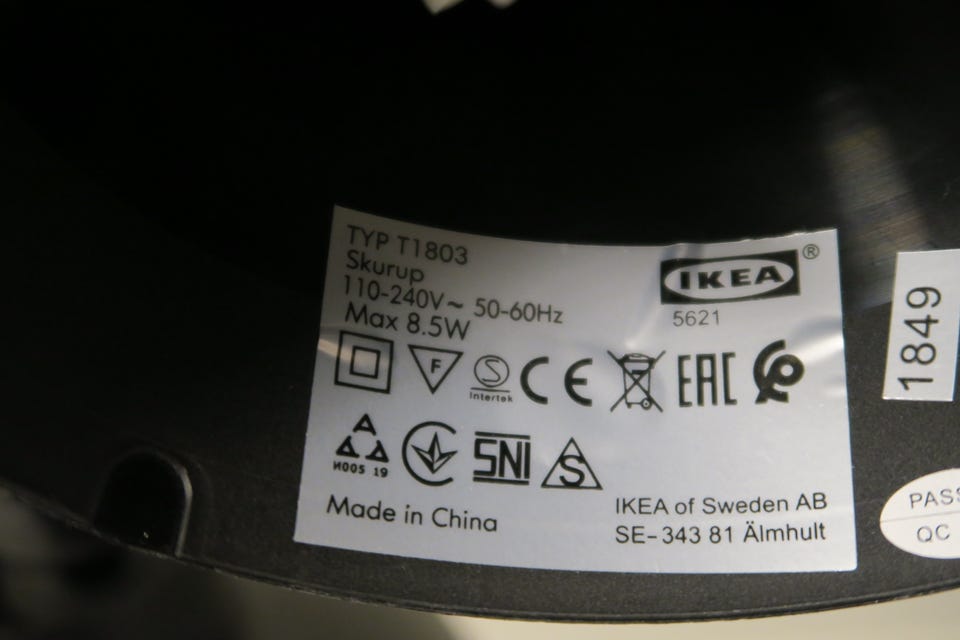 TYP T1803
Skurup
110-240V~ 50-60Hz
Max 8.5W
IKEA ®
5621
F
S
Intertek
CE
EAC
И005 19
SNI
S
Made in China
IKEA of Sweden AB
SE-343 81 Älmhult
1849
PASS
QC